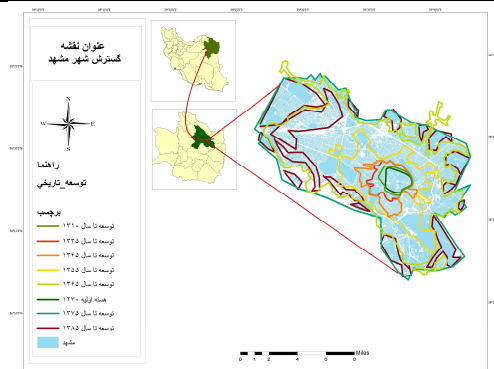 عنوان نقشه
گسترش شهر مشهد
N
W E
S
راهنما
توسعه_تاریخي
برچسب
توسعه تا سال ۱۳۱۰
توسعه تا سال ۱۳۳۵
توسعه تا سال ۱۳۴۵
توسعه تا سال ۱۳۵۵
توسعه تا سال ۱۳۶۵
هسته اولیه ۱۲۷۰
توسعه تا سال ۱۳۷۵
توسعه تا سال ۱۳۸۵
مشهد
Miles
0 1 2 4 6 8